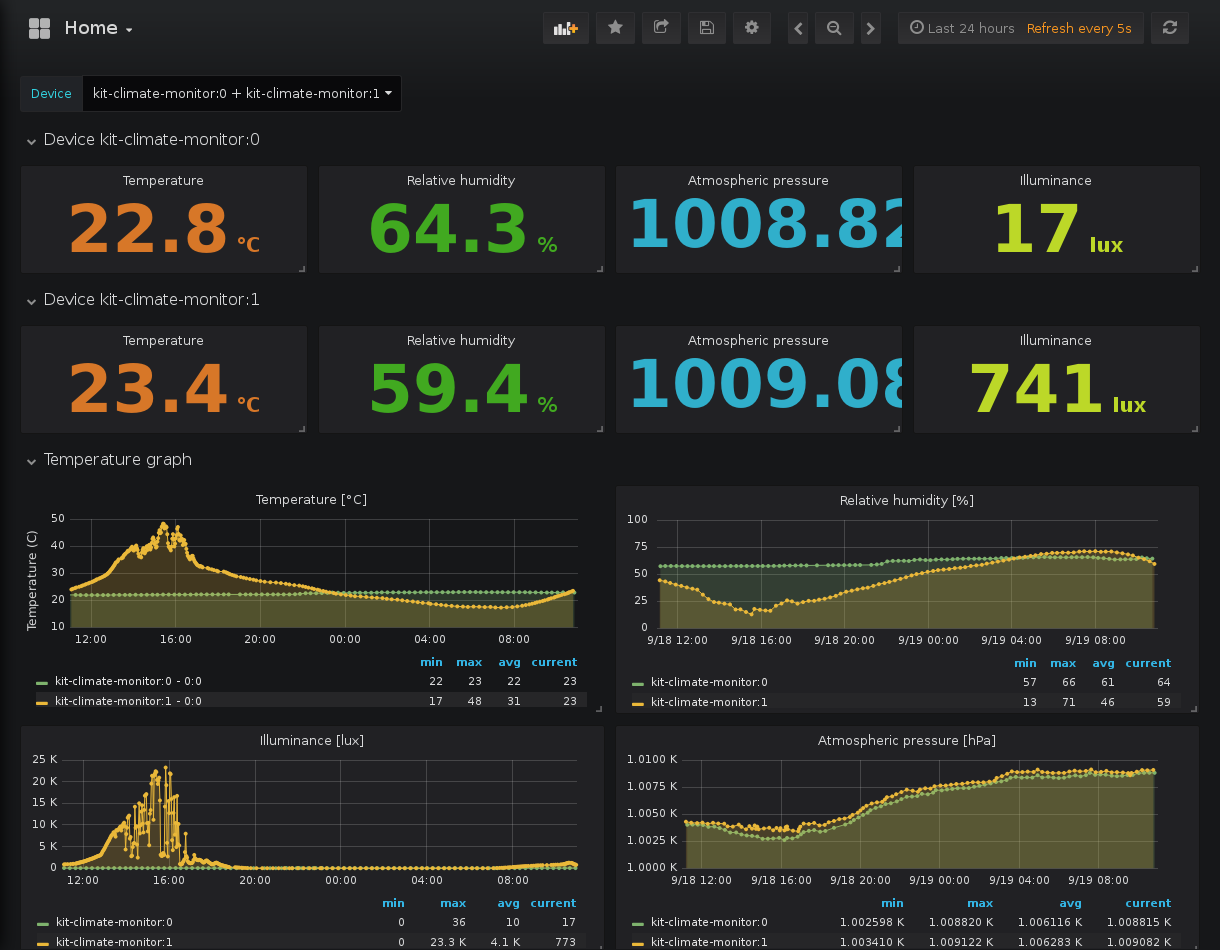 Home
Last 24 hours Refresh every 5s
Device kit-climate-monitor:0 + kit-climate-monitor:1
Device kit-climate-monitor:0
Temperature Relative humidity Atmospheric pressure Illuminance
22.8 °C 64.3 % 1008.82 17 lux
Device kit-climate-monitor:1
Temperature Relative humidity Atmospheric pressure Illuminance
23.4 °C 59.4 % 1009.08 741 lux
Temperature graph
Temperature [°C]
Temperature (C)
50
40
30
20
10
12:00 16:00 20:00 00:00 04:00 08:00
min max avg current
kit-climate-monitor:0 - 0:0 22 23 22 23
kit-climate-monitor:1 - 0:0 17 48 31 23
Relative humidity [%]
100
75
50
25
0
9/18 12:00 9/18 16:00 9/18 20:00 9/19 00:00 9/19 04:00 9/19 08:00
min max avg current
kit-climate-monitor:0 57 66 61 64
kit-climate-monitor:1 13 71 46 59
Illuminance [lux]
25 K
20 K
15 K
10 K
5 K
0
12:00 16:00 20:00 00:00 04:00 08:00
min max avg current
kit-climate-monitor:0 0 36 10 17
kit-climate-monitor:1 0 23.3 K 4.1 K 773
Atmospheric pressure [hPa]
1.0100 K
1.0075 K
1.0050 K
1.0025 K
1.0000 K
9/18 12:00 9/18 16:00 9/18 20:00 9/19 00:00 9/19 04:00 9/19 08:00
min max avg current
kit-climate-monitor:0 1.002598 K 1.008820 K 1.006116 K 1.008815 K
kit-climate-monitor:1 1.003410 K 1.009122 K 1.006283 K 1.009082 K